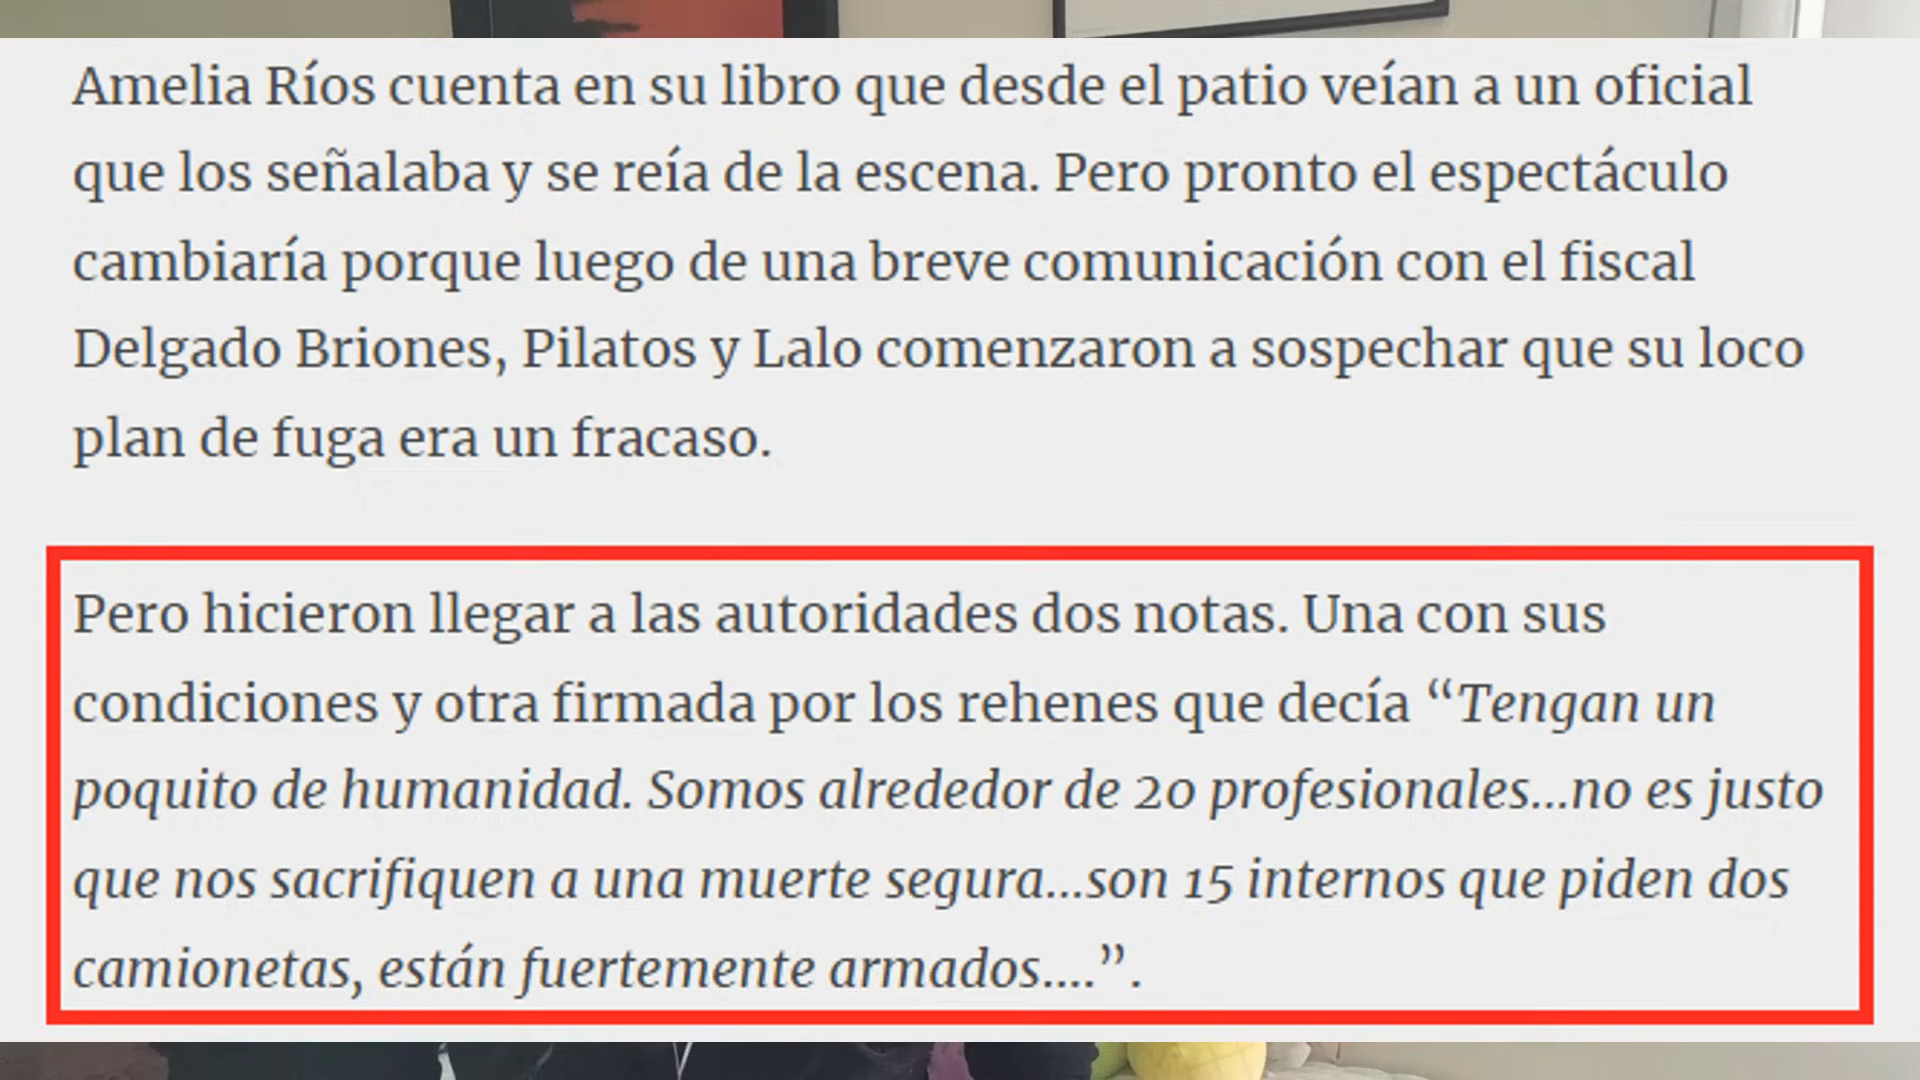 Amelia Ríos cuenta en su libro que desde el patio veían a un oficial
que los señalaba y se reía de la escena. Pero pronto el espectáculo
cambiaría porque luego de una breve comunicación con el fiscal
Delgado Briones, Pilatos y Lalo comenzaron a sospechar que su loco
plan de fuga era un fracaso.
Pero hicieron llegar a las autoridades dos notas. Una con sus
condiciones y otra firmada por los rehenes que decía “Tengan un
poquito de humanidad. Somos alrededor de 20 profesionales...no es justo
que nos sacrifiquen a una muerte segura...son 15 internos que piden dos
camionetas, están fuertemente armados....”.